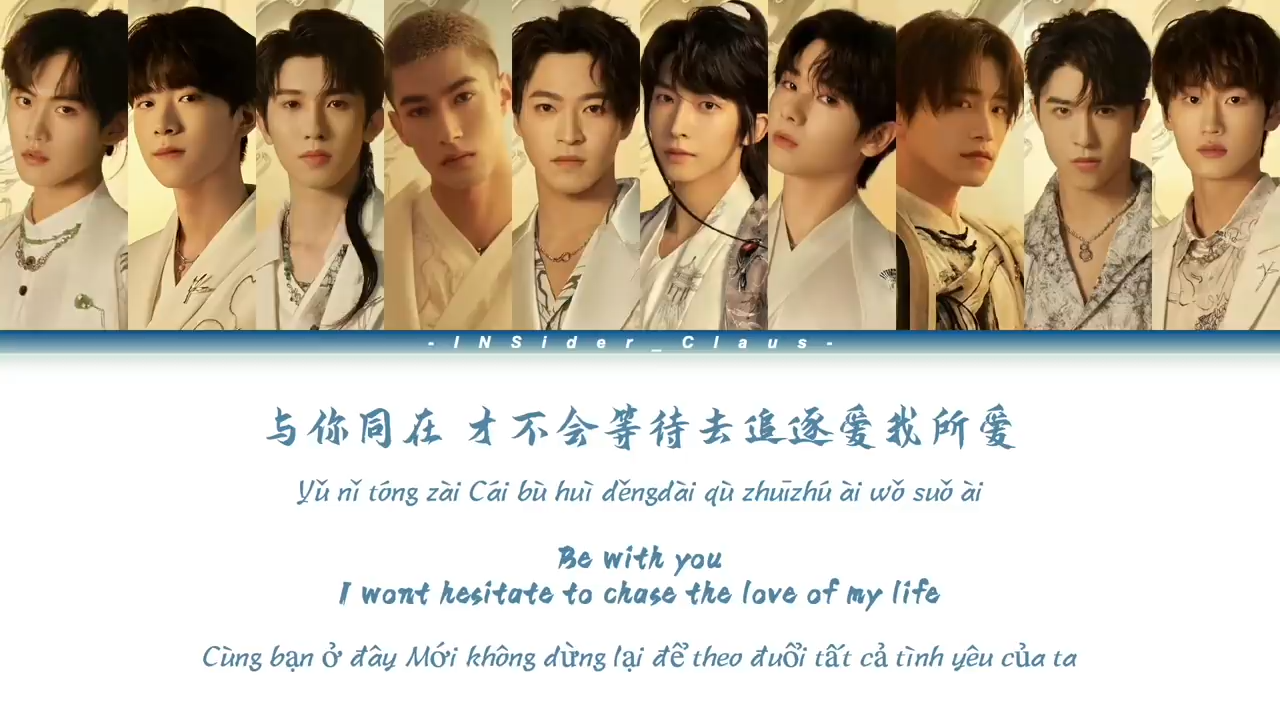 - INSider_Claus -
与你同在 才不会等待去追逐爱我所爱
Yǔ nǐ tóng zài Cái bù huì děngdài qù zhuīzhú ài wǒ suǒ ài
Be with you
I wont hesitate to chase the love of my life
Cùng bạn ở đây Mới không dừng lại để theo đuổi tất cả tình yêu của ta